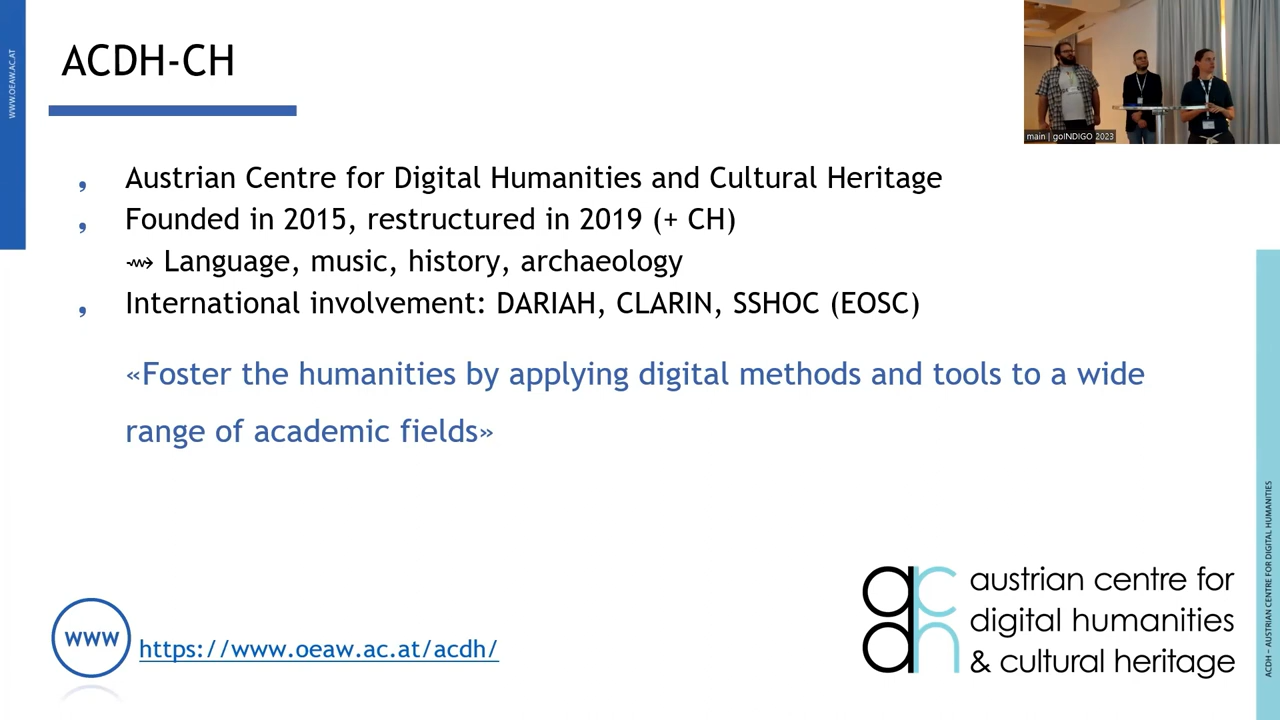 WWW.OEAW.AC.AT
ACDH-CH
main | goINDIGO 2023
, Austrian Centre for Digital Humanities and Cultural Heritage
, Founded in 2015, restructured in 2019 (+ CH)
⇝ Language, music, history, archaeology
, International involvement: DARIAH, CLARIN, SSHOC (EOSC)
«Foster the humanities by applying digital methods and tools to a wide
range of academic fields»
www
https://www.oeaw.ac.at/acdh/
ac
dh
austrian centre for
digital humanities
& cultural heritage
ACDH – AUSTRIAN CENTRE FOR DIGITAL HUMANITIES